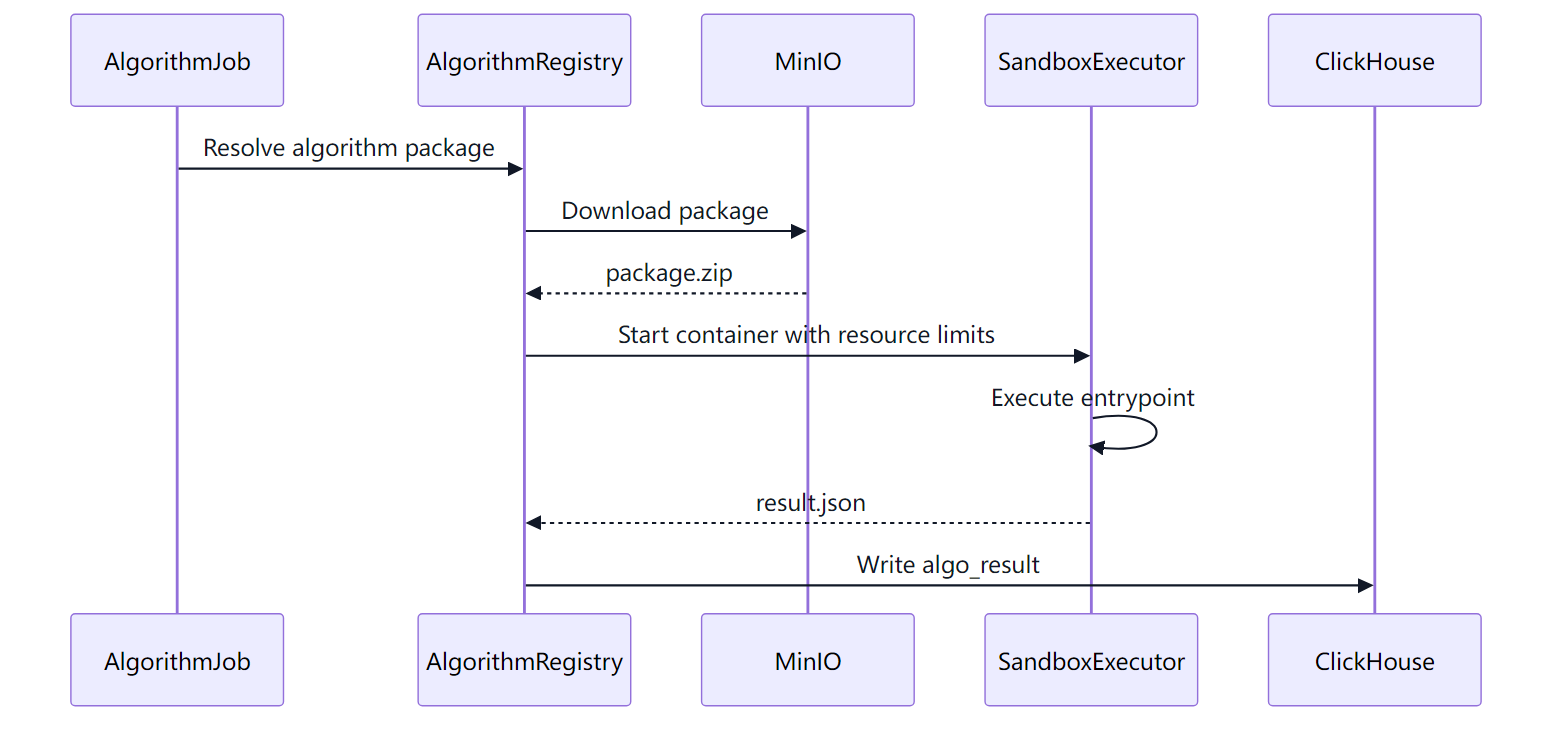 AlgorithmJob
AlgorithmRegistry
MinIO
SandboxExecutor
ClickHouse
Resolve algorithm package
Download package
package.zip
Start container with resource limits
Execute entrypoint
result.json
Write algo_result
AlgorithmJob
AlgorithmRegistry
MinIO
SandboxExecutor
ClickHouse